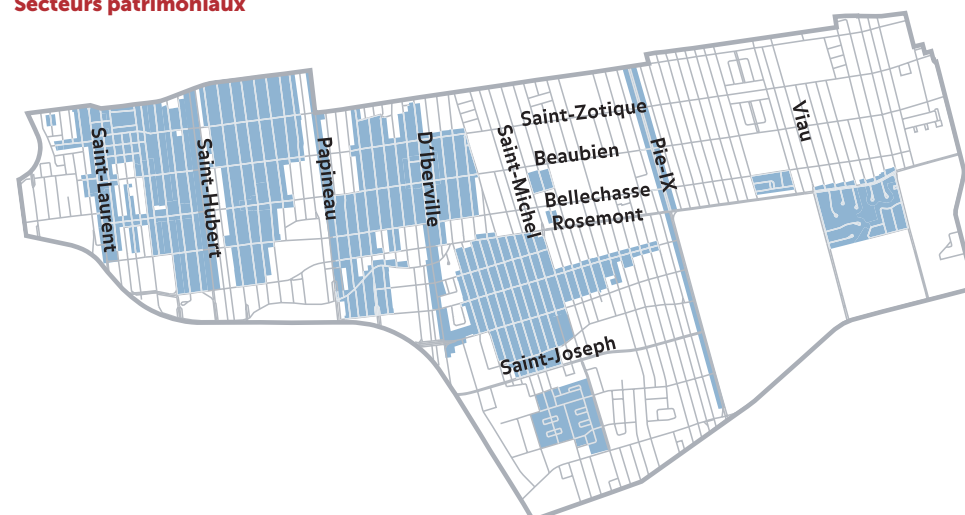 Secteurs patrimoniaux
Saint-Laurent
Saint-Hubert
Papineau
D'Iberville
Saint-Michel
Saint-Zotique
Beaubien
Bellechasse
Rosemont
Pie-IX
Viau
Saint-Joseph